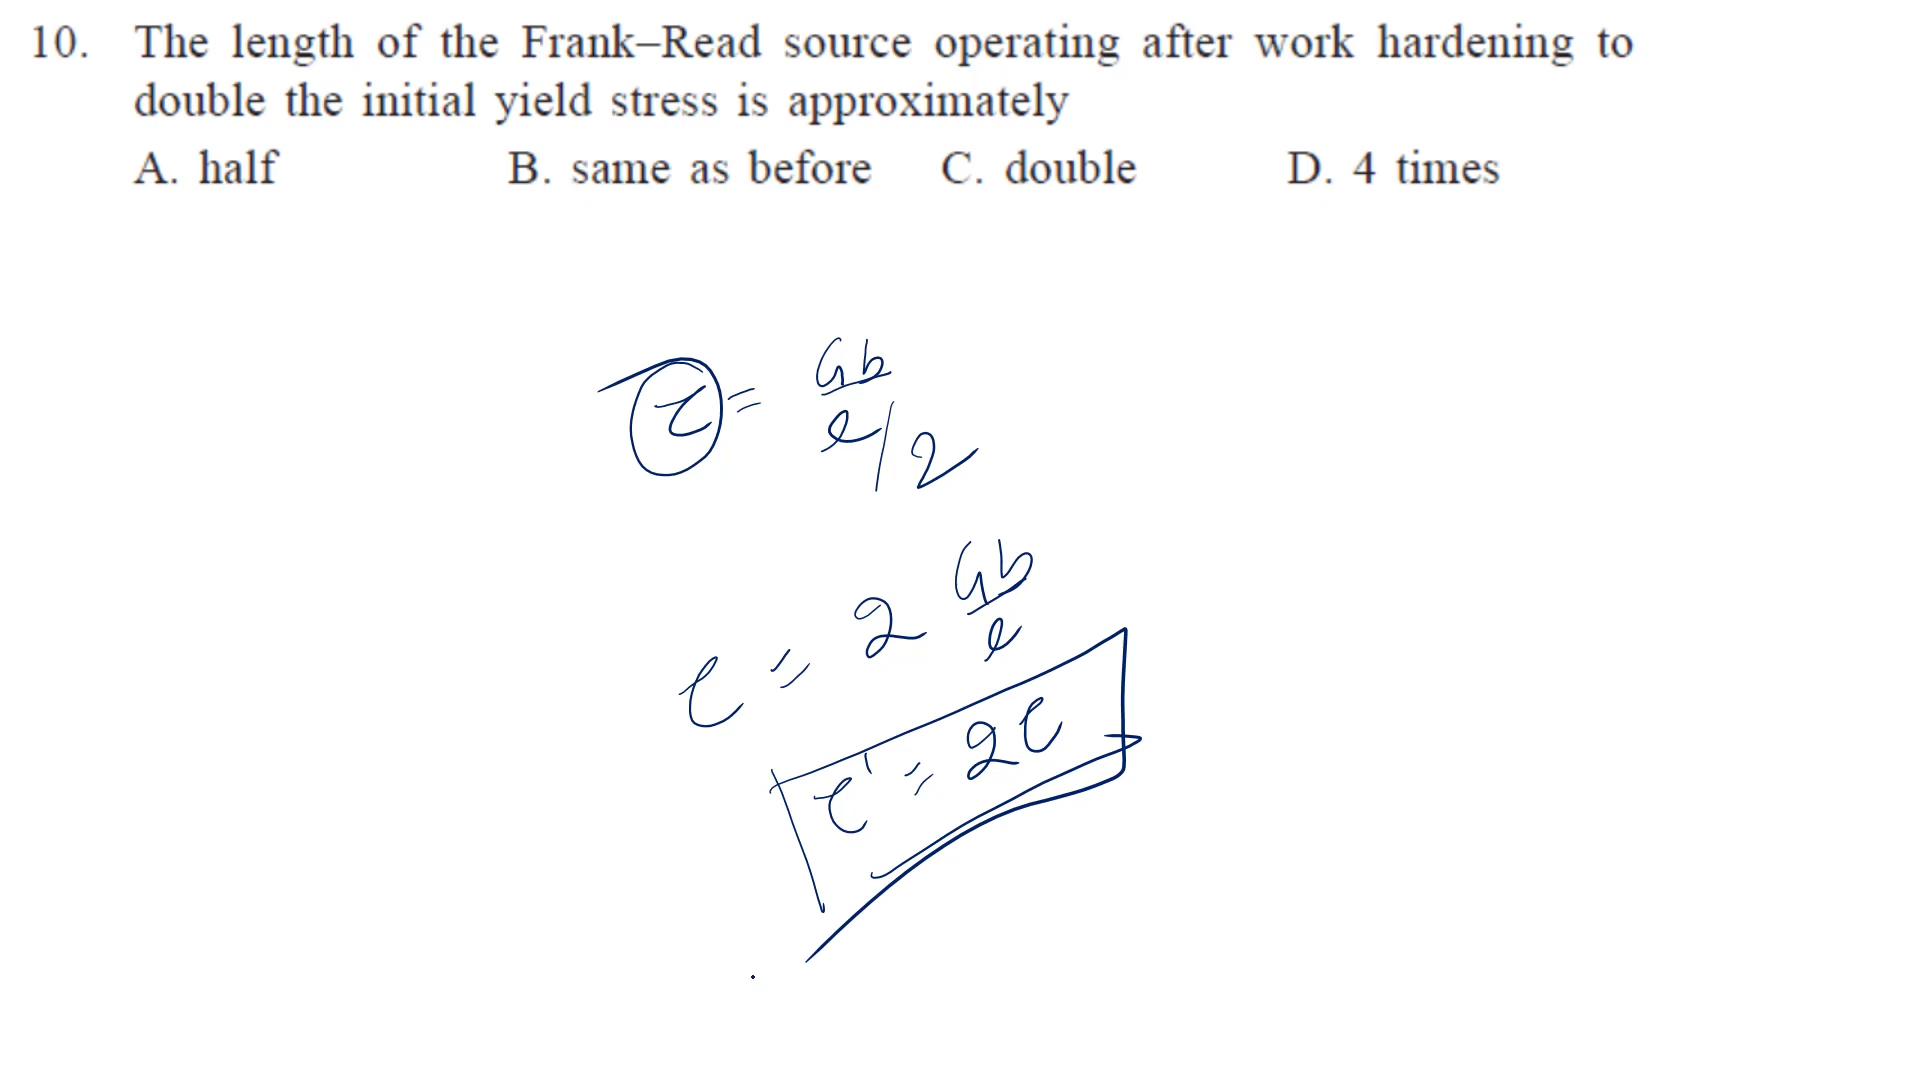 10. The length of the Frank–Read source operating after work hardening to
double the initial yield stress is approximately
A. half B. same as before C. double D. 4 times
τ = Gb
l/2
τ = 2 Gb
l
τ' = 2τ